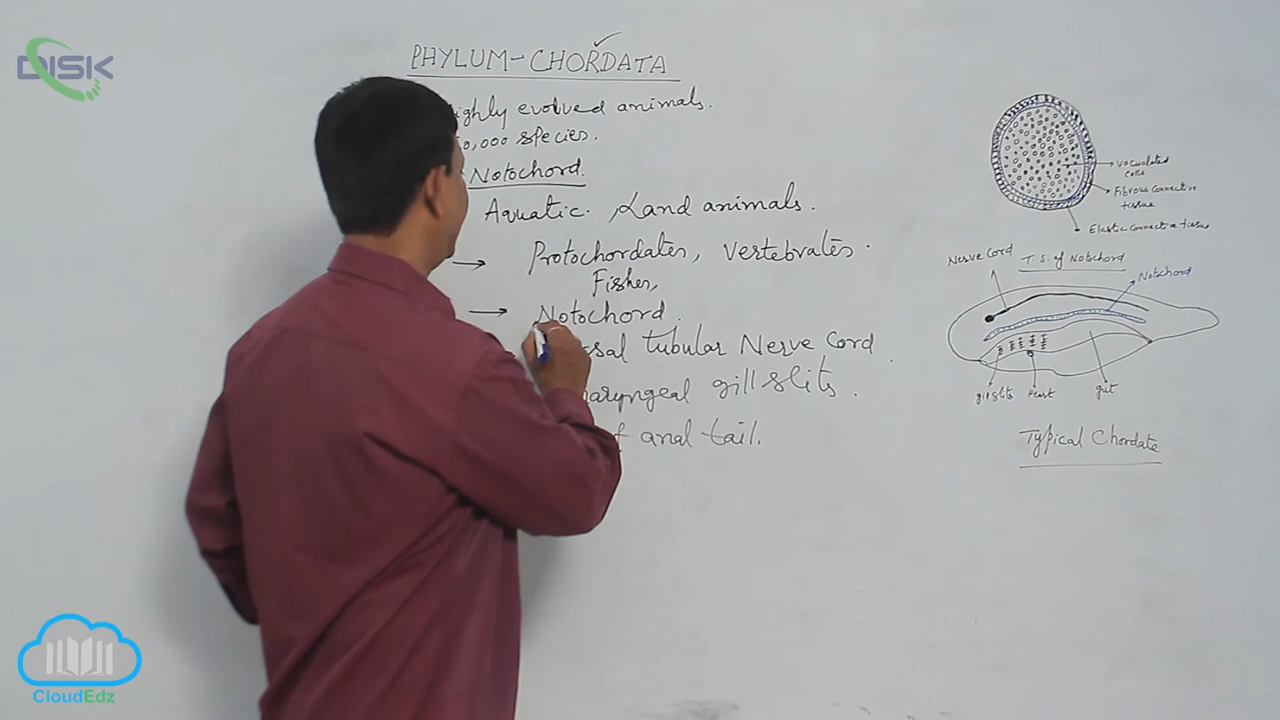 DISK
PHYLUM-CHORDATA
ighly evolved animals.
0,000 species.
Notochord.
Aquatic. , Land animals.
→ Protochordates, Vertebrates.
Fishes,
→ Notochord.
sal tubular Nerve Cord.
aryngeal gill slits.
anal tail.
vacuolated
cells
Fibrous connective
tissue
Elastic connective tissue
T.S. of Notochord
Nerve Cord
Notochord
gill slits
Heart
gut
Typical Chordate
CloudEdz